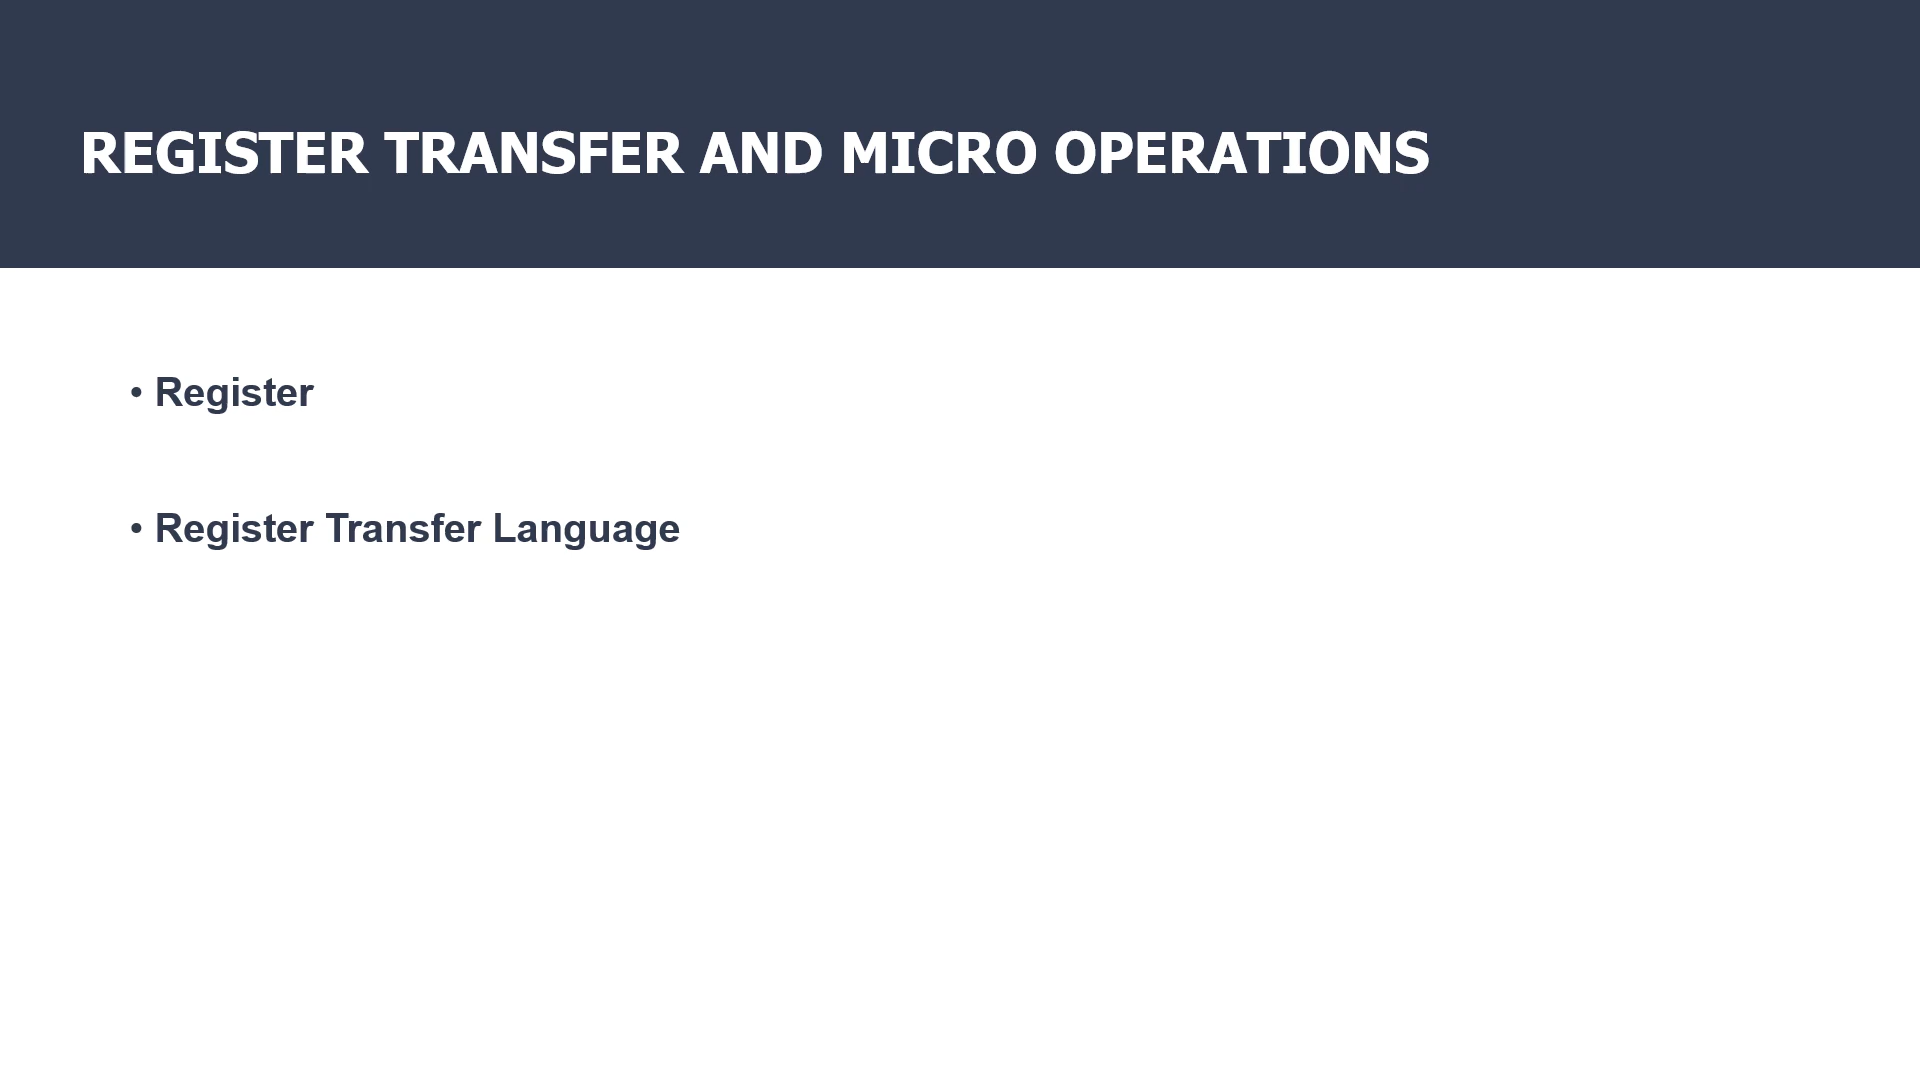 REGISTER TRANSFER AND MICRO OPERATIONS
• Register
• Register Transfer Language